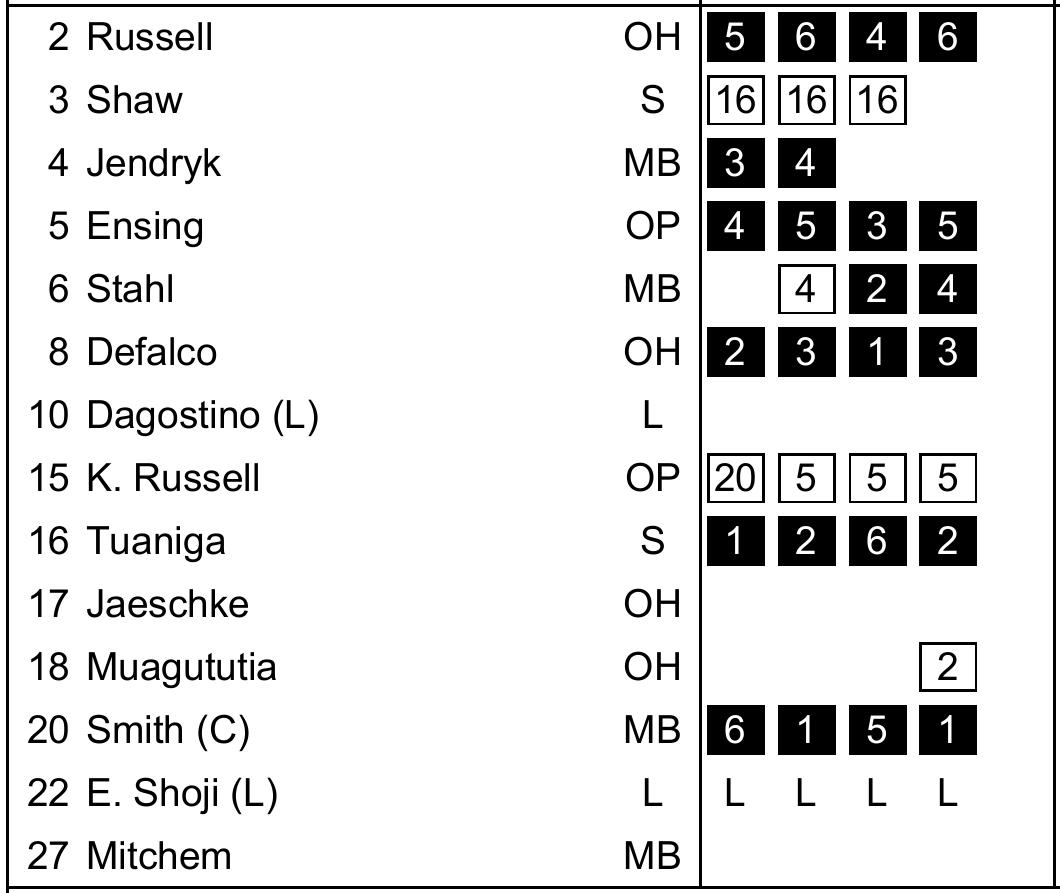 2 Russell OH 5 6 4 6
3 Shaw S 16 16 16
4 Jendryk MB 3 4
5 Ensing OP 4 5 3 5
6 Stahl MB 4 2 4
8 Defalco OH 2 3 1 3
10 Dagostino (L) L
15 K. Russell OP 20 5 5 5
16 Tuaniga S 1 2 6 2
17 Jaeschke OH
18 Muagututia OH 2
20 Smith (C) MB 6 1 5 1
22 E. Shoji (L) L L L L L
27 Mitchem MB